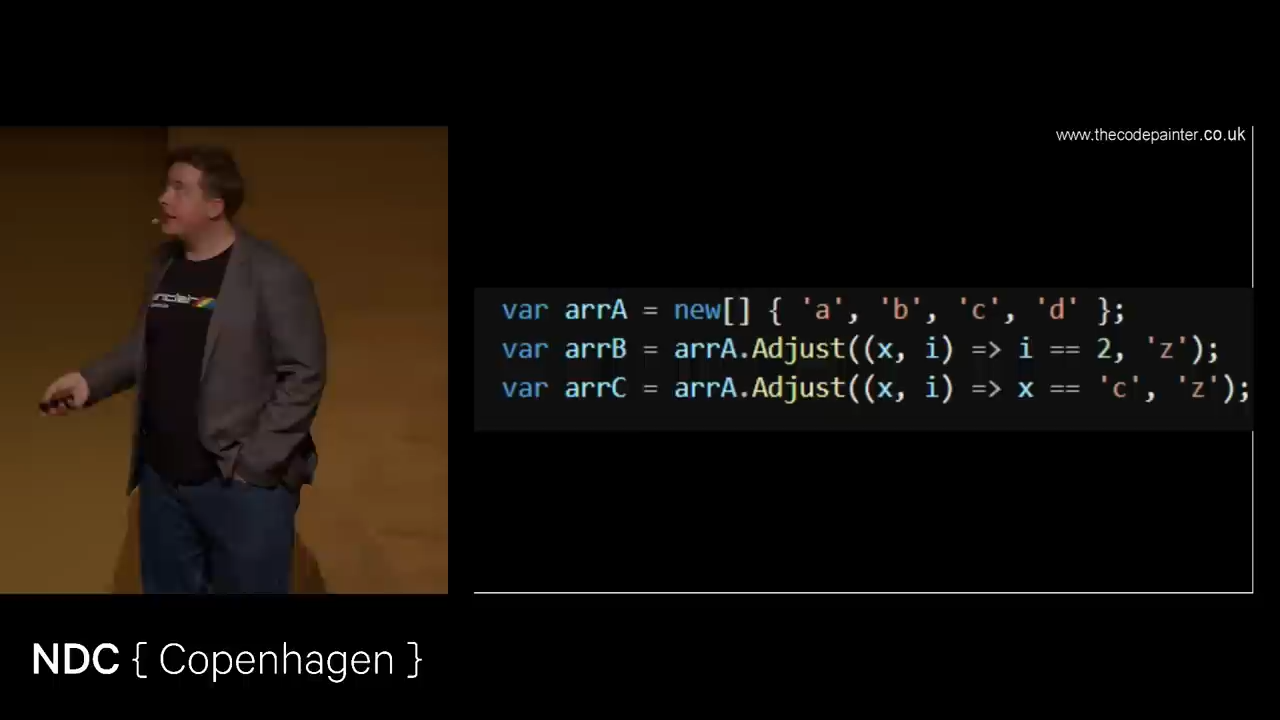 www.thecodepainter.co.uk
var arrA = new[] { 'a', 'b', 'c', 'd' };
var arrB = arrA.Adjust((x, i) => i == 2, 'z');
var arrC = arrA.Adjust((x, i) => x == 'c', 'z');
NDC { Copenhagen }